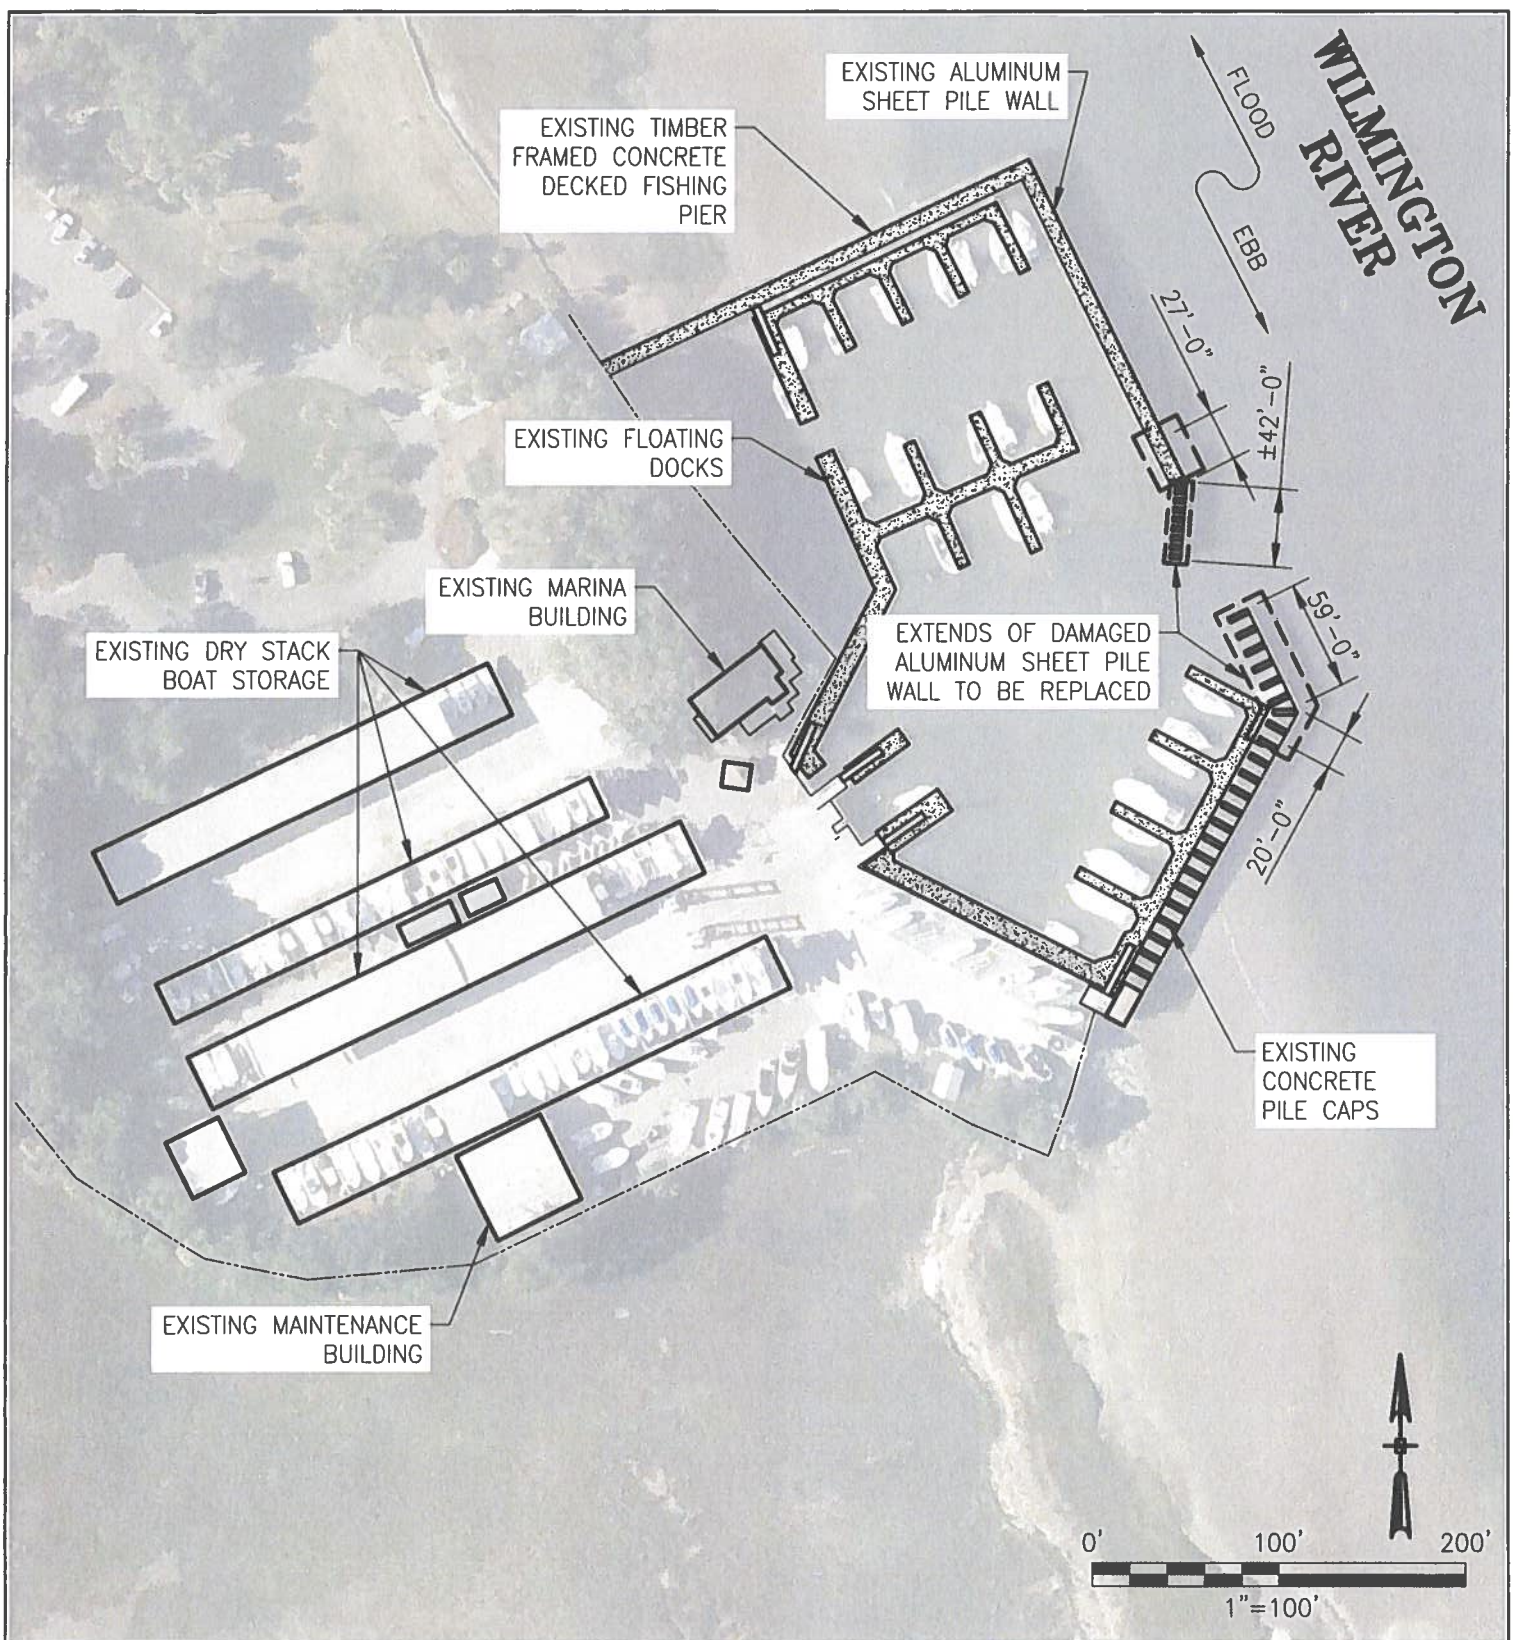 EXISTING ALUMINUM
SHEET PILE WALL
EXISTING TIMBER
FRAMED CONCRETE
DECKED FISHING
PIER
FLOOD
EBB
WILMINGTON
RIVER
27'-0"
±42'-0"
EXISTING FLOATING
DOCKS
EXISTING MARINA
BUILDING
EXISTING DRY STACK
BOAT STORAGE
EXTENDS OF DAMAGED
ALUMINUM SHEET PILE
WALL TO BE REPLACED
59'-0"
20'-0"
EXISTING
CONCRETE
PILE CAPS
EXISTING MAINTENANCE
BUILDING
0' 100' 200'
1"=100'